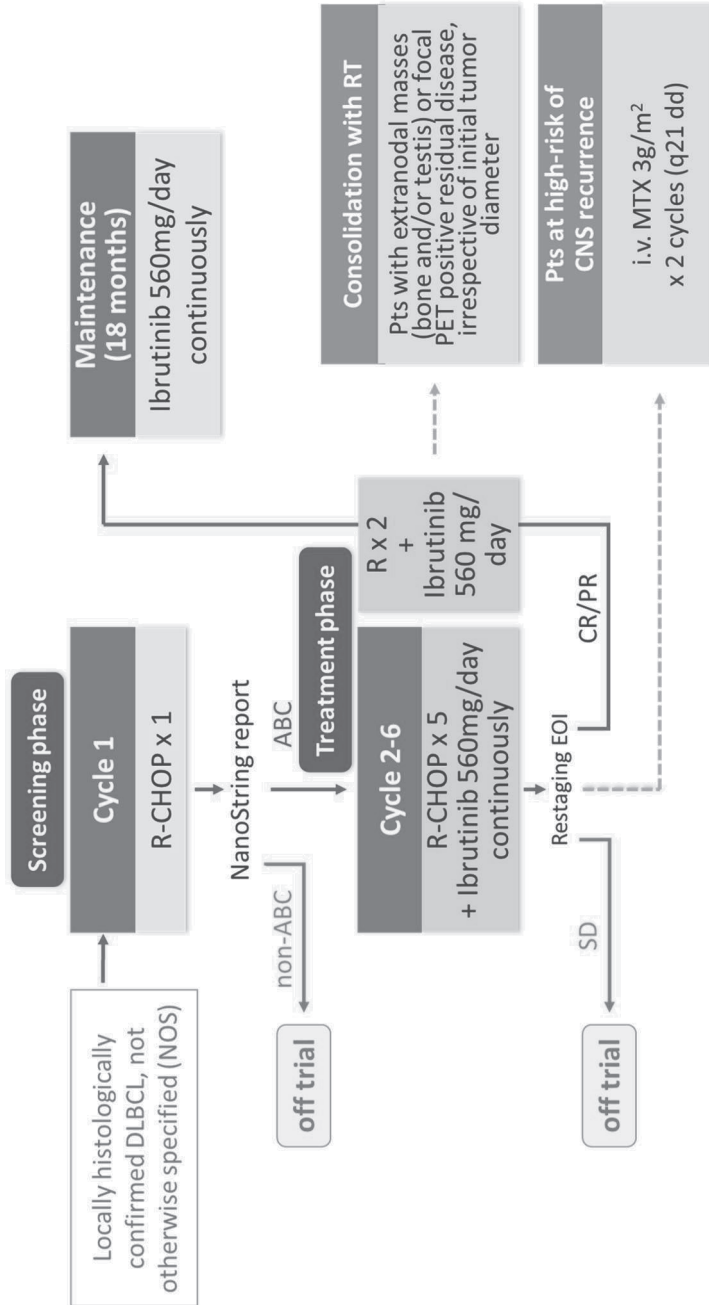 Screening phase
Locally histologically
confirmed DLBCL, not
otherwise specified (NOS)
Cycle 1
R-CHOP x 1
NanoString report
non-ABC
ABC
off trial
Treatment phase
Cycle 2-6
R-CHOP x 5
+ Ibrutinib 560mg/day
continuously
R x 2
+
Ibrutinib
560 mg/
day
Restaging EOI
SD
CR/PR
off trial
Maintenance
(18 months)
Ibrutinib 560mg/day
continuously
Consolidation with RT
Pts with extranodal masses
(bone and/or testis) or focal
PET positive residual disease,
irrespective of initial tumor
diameter
Pts at high-risk of
CNS recurrence
i.v. MTX 3g/m²
x 2 cycles (q21 dd)